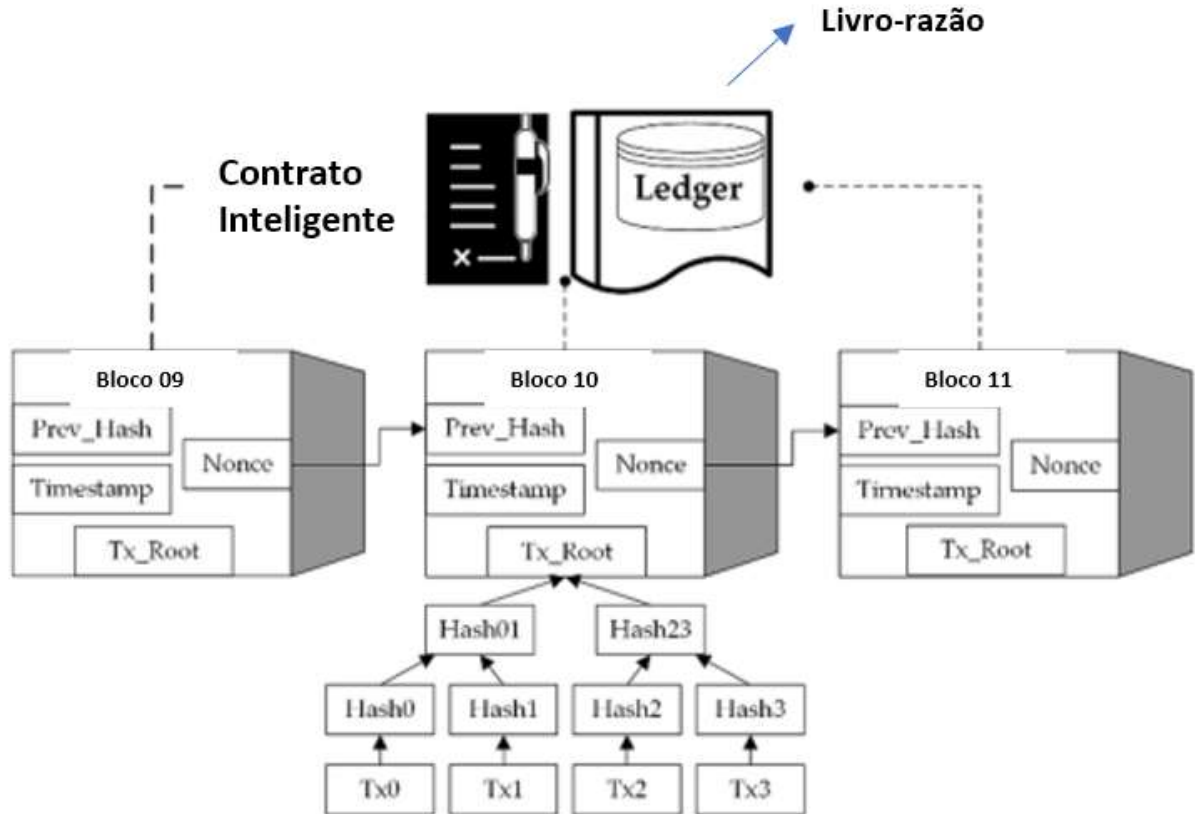 Livro-razão
Contrato
Inteligente
Ledger
Bloco 09
Prev_Hash
Nonce
Timestamp
Tx_Root
Bloco 10
Prev_Hash
Nonce
Timestamp
Tx_Root
Bloco 11
Prev_Hash
Nonce
Timestamp
Tx_Root
Hash01
Hash23
Hash0
Hash1
Hash2
Hash3
Tx0
Tx1
Tx2
Tx3